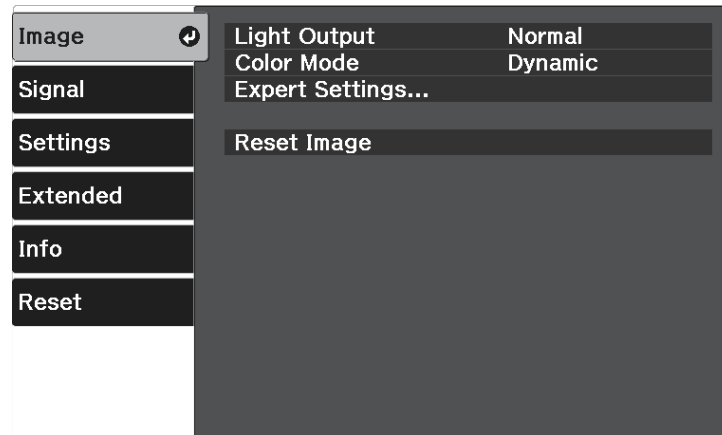 Image
Signal
Settings
Extended
Info
Reset
Light Output Normal
Color Mode Dynamic
Expert Settings...
Reset Image